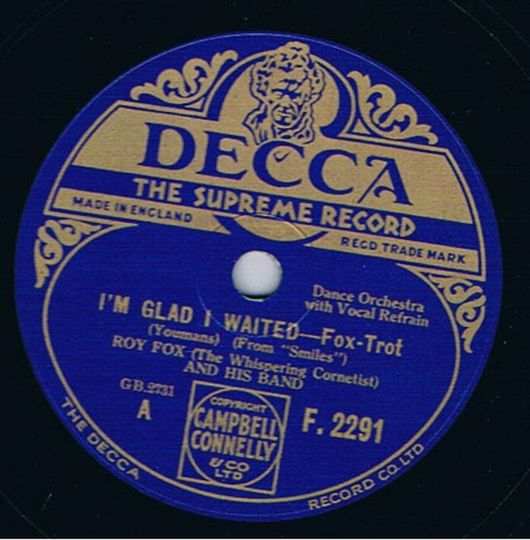 DECCA
THE SUPREME RECORD
MADE IN ENGLAND
REGD. TRADE MARK
Dance Orchestra
with Vocal Refrain
I'M GLAD I WAITED—Fox-Trot
(Youmans) (From "Smiles")
ROY FOX (The Whispering Cornetist)
AND HIS BAND
GB.2731
A
COPYRIGHT
CAMPBELL
CONNELLY
& CO
LTD
F. 2291
THE DECCA RECORD CO. LTD